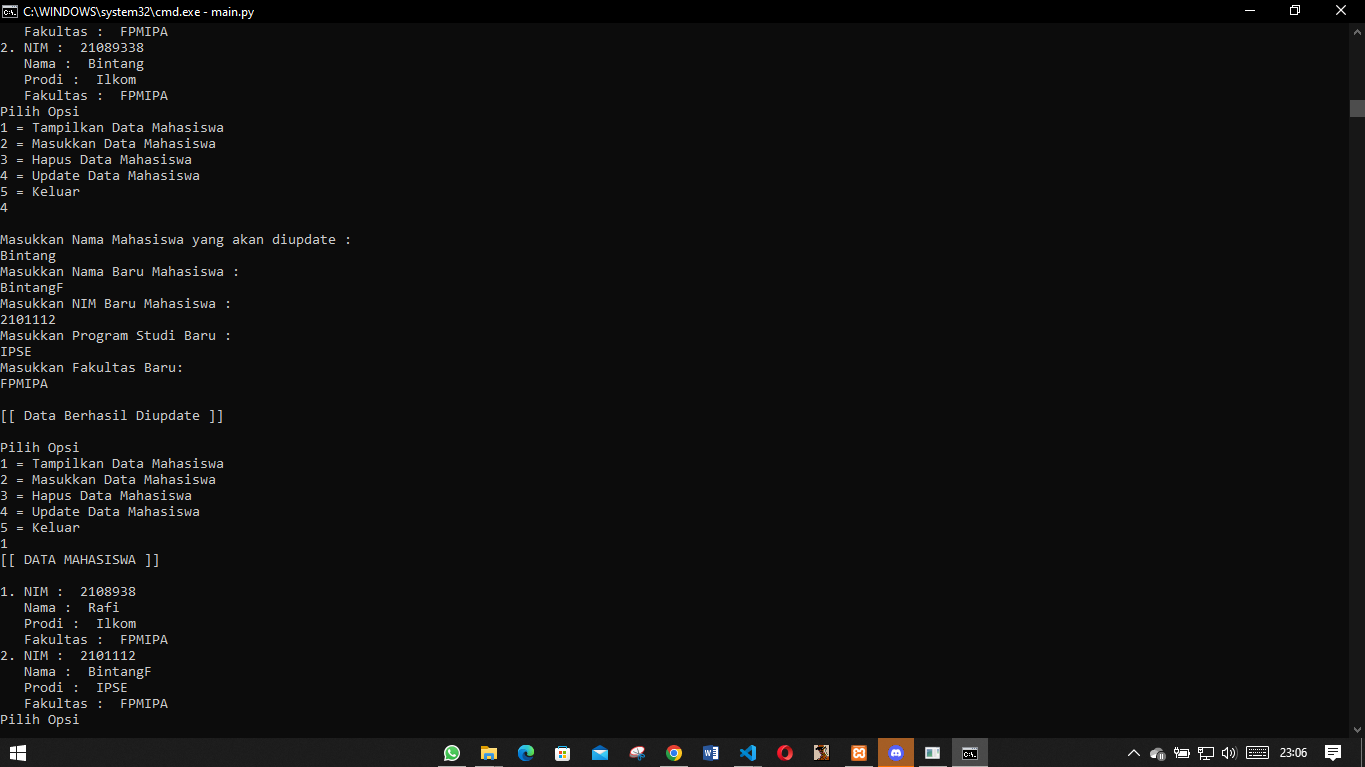 C:\WINDOWS\system32\cmd.exe - main.py
   Fakultas :  FPMIPA
2. NIM :  21089338
   Nama :  Bintang
   Prodi :  Ilkom
   Fakultas :  FPMIPA
Pilih Opsi
1 = Tampilkan Data Mahasiswa
2 = Masukkan Data Mahasiswa
3 = Hapus Data Mahasiswa
4 = Update Data Mahasiswa
5 = Keluar
4
Masukkan Nama Mahasiswa yang akan diupdate :
Bintang
Masukkan Nama Baru Mahasiswa :
BintangF
Masukkan NIM Baru Mahasiswa :
2101112
Masukkan Program Studi Baru :
IPSE
Masukkan Fakultas Baru:
FPMIPA
[[ Data Berhasil Diupdate ]]
Pilih Opsi
1 = Tampilkan Data Mahasiswa
2 = Masukkan Data Mahasiswa
3 = Hapus Data Mahasiswa
4 = Update Data Mahasiswa
5 = Keluar
1
[[ DATA MAHASISWA ]]
1. NIM :  2108938
   Nama :  Rafi
   Prodi :  Ilkom
   Fakultas :  FPMIPA
2. NIM :  2101112
   Nama :  BintangF
   Prodi :  IPSE
   Fakultas :  FPMIPA
Pilih Opsi
23:06